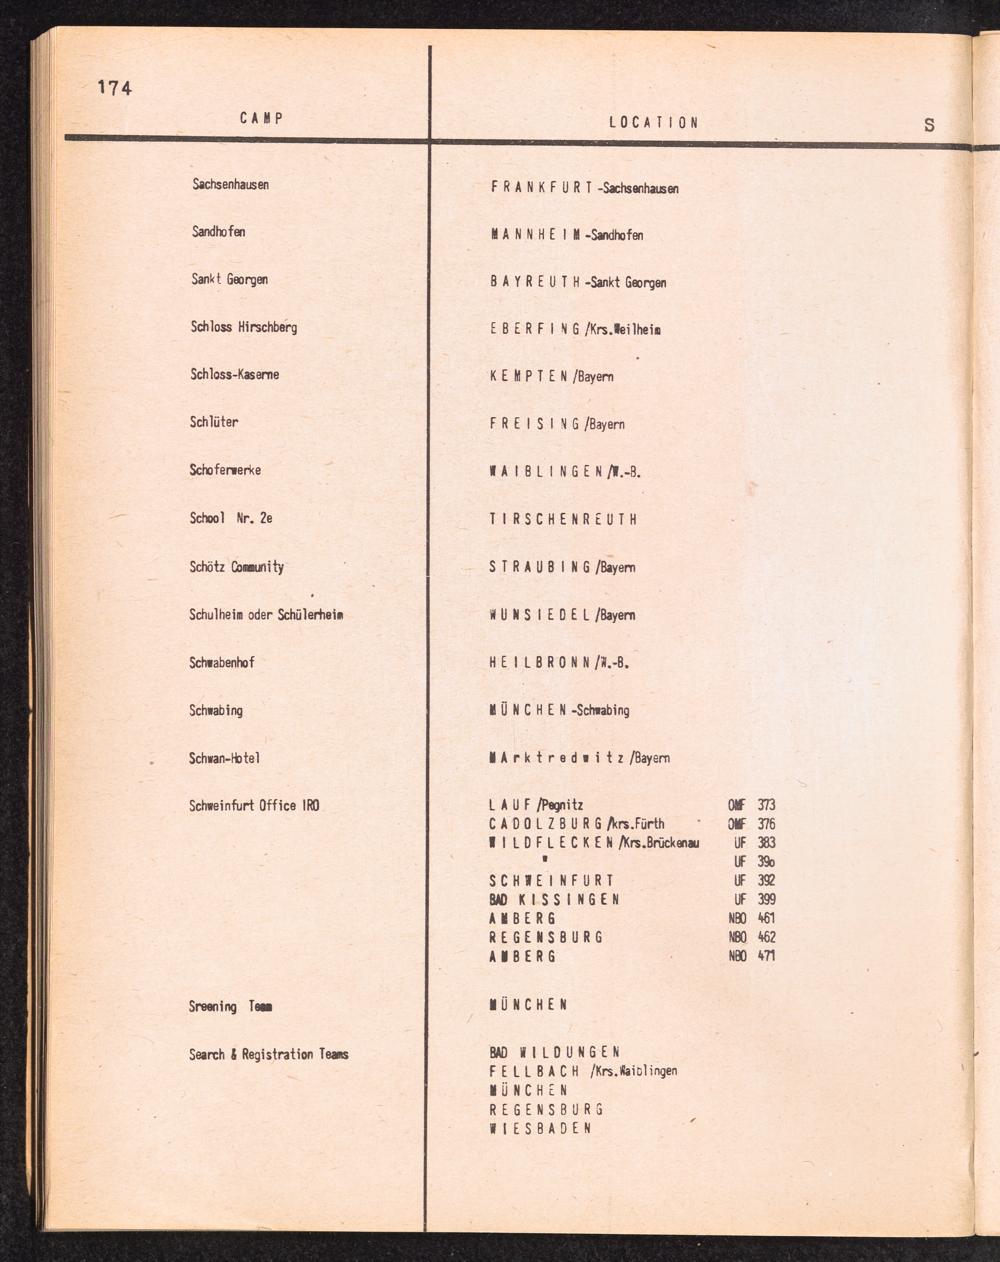 174
CAMP LOCATION S
Sachsenhausen FRANKFURT-Sachsenhausen
Sandhofen MANNHEIM-Sandhofen
Sankt Georgen BAYREUTH-Sankt Georgen
Schloss Hirschberg EBERFING/Krs.Weilheim
Schloss-Kaserne KEMPTEN/Bayern
Schlüter FREISING/Bayern
Schoferwerke WAIBLINGEN/W.-B.
School Nr. 2e TIRSCHENREUTH
Schötz Community STRAUBING/Bayern
Schulheim oder Schülerheim WUNSIEDEL/Bayern
Schwabenhof HEILBRONN/W.-B.
Schwabing MÜNCHEN-Schwabing
Schwan-Hotel MArktredwitz/Bayern
Schweinfurt Office IRO LAUF/Pegnitz OMF 373
CADOLZBURG/krs.Fürth OMF 376
WILDFLECKEN/Krs.Brückenau UF 383
" UF 39o
SCHWEINFURT UF 392
BAD KISSINGEN UF 399
AMBERG NBO 461
REGENSBURG NBO 462
AMBERG NBO 471
Sreening Team MÜNCHEN
Search & Registration Teams BAD WILDUNGEN
FELLBACH /Krs.Waiblingen
MÜNCHEN
REGENSBURG
WIESBADEN